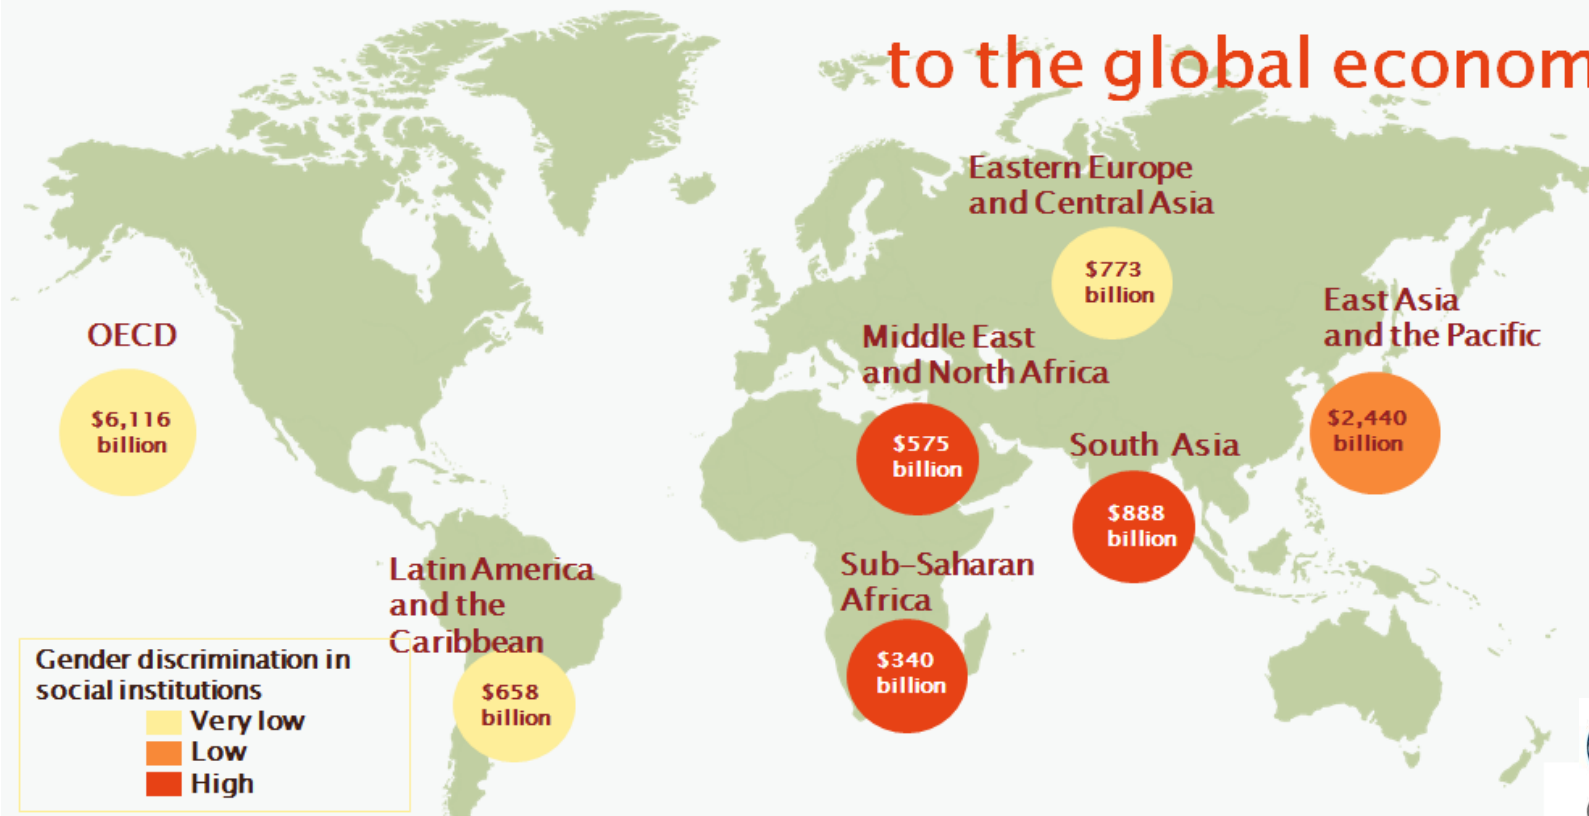 to the global econom
Eastern Europe
and Central Asia
$773
billion
East Asia
and the Pacific
$2,440
billion
OECD
$6,116
billion
Middle East
and North Africa
$575
billion
South Asia
$888
billion
Latin America
and the
Caribbean
$658
billion
Sub-Saharan
Africa
$340
billion
Gender discrimination in
social institutions
Very low
Low
High